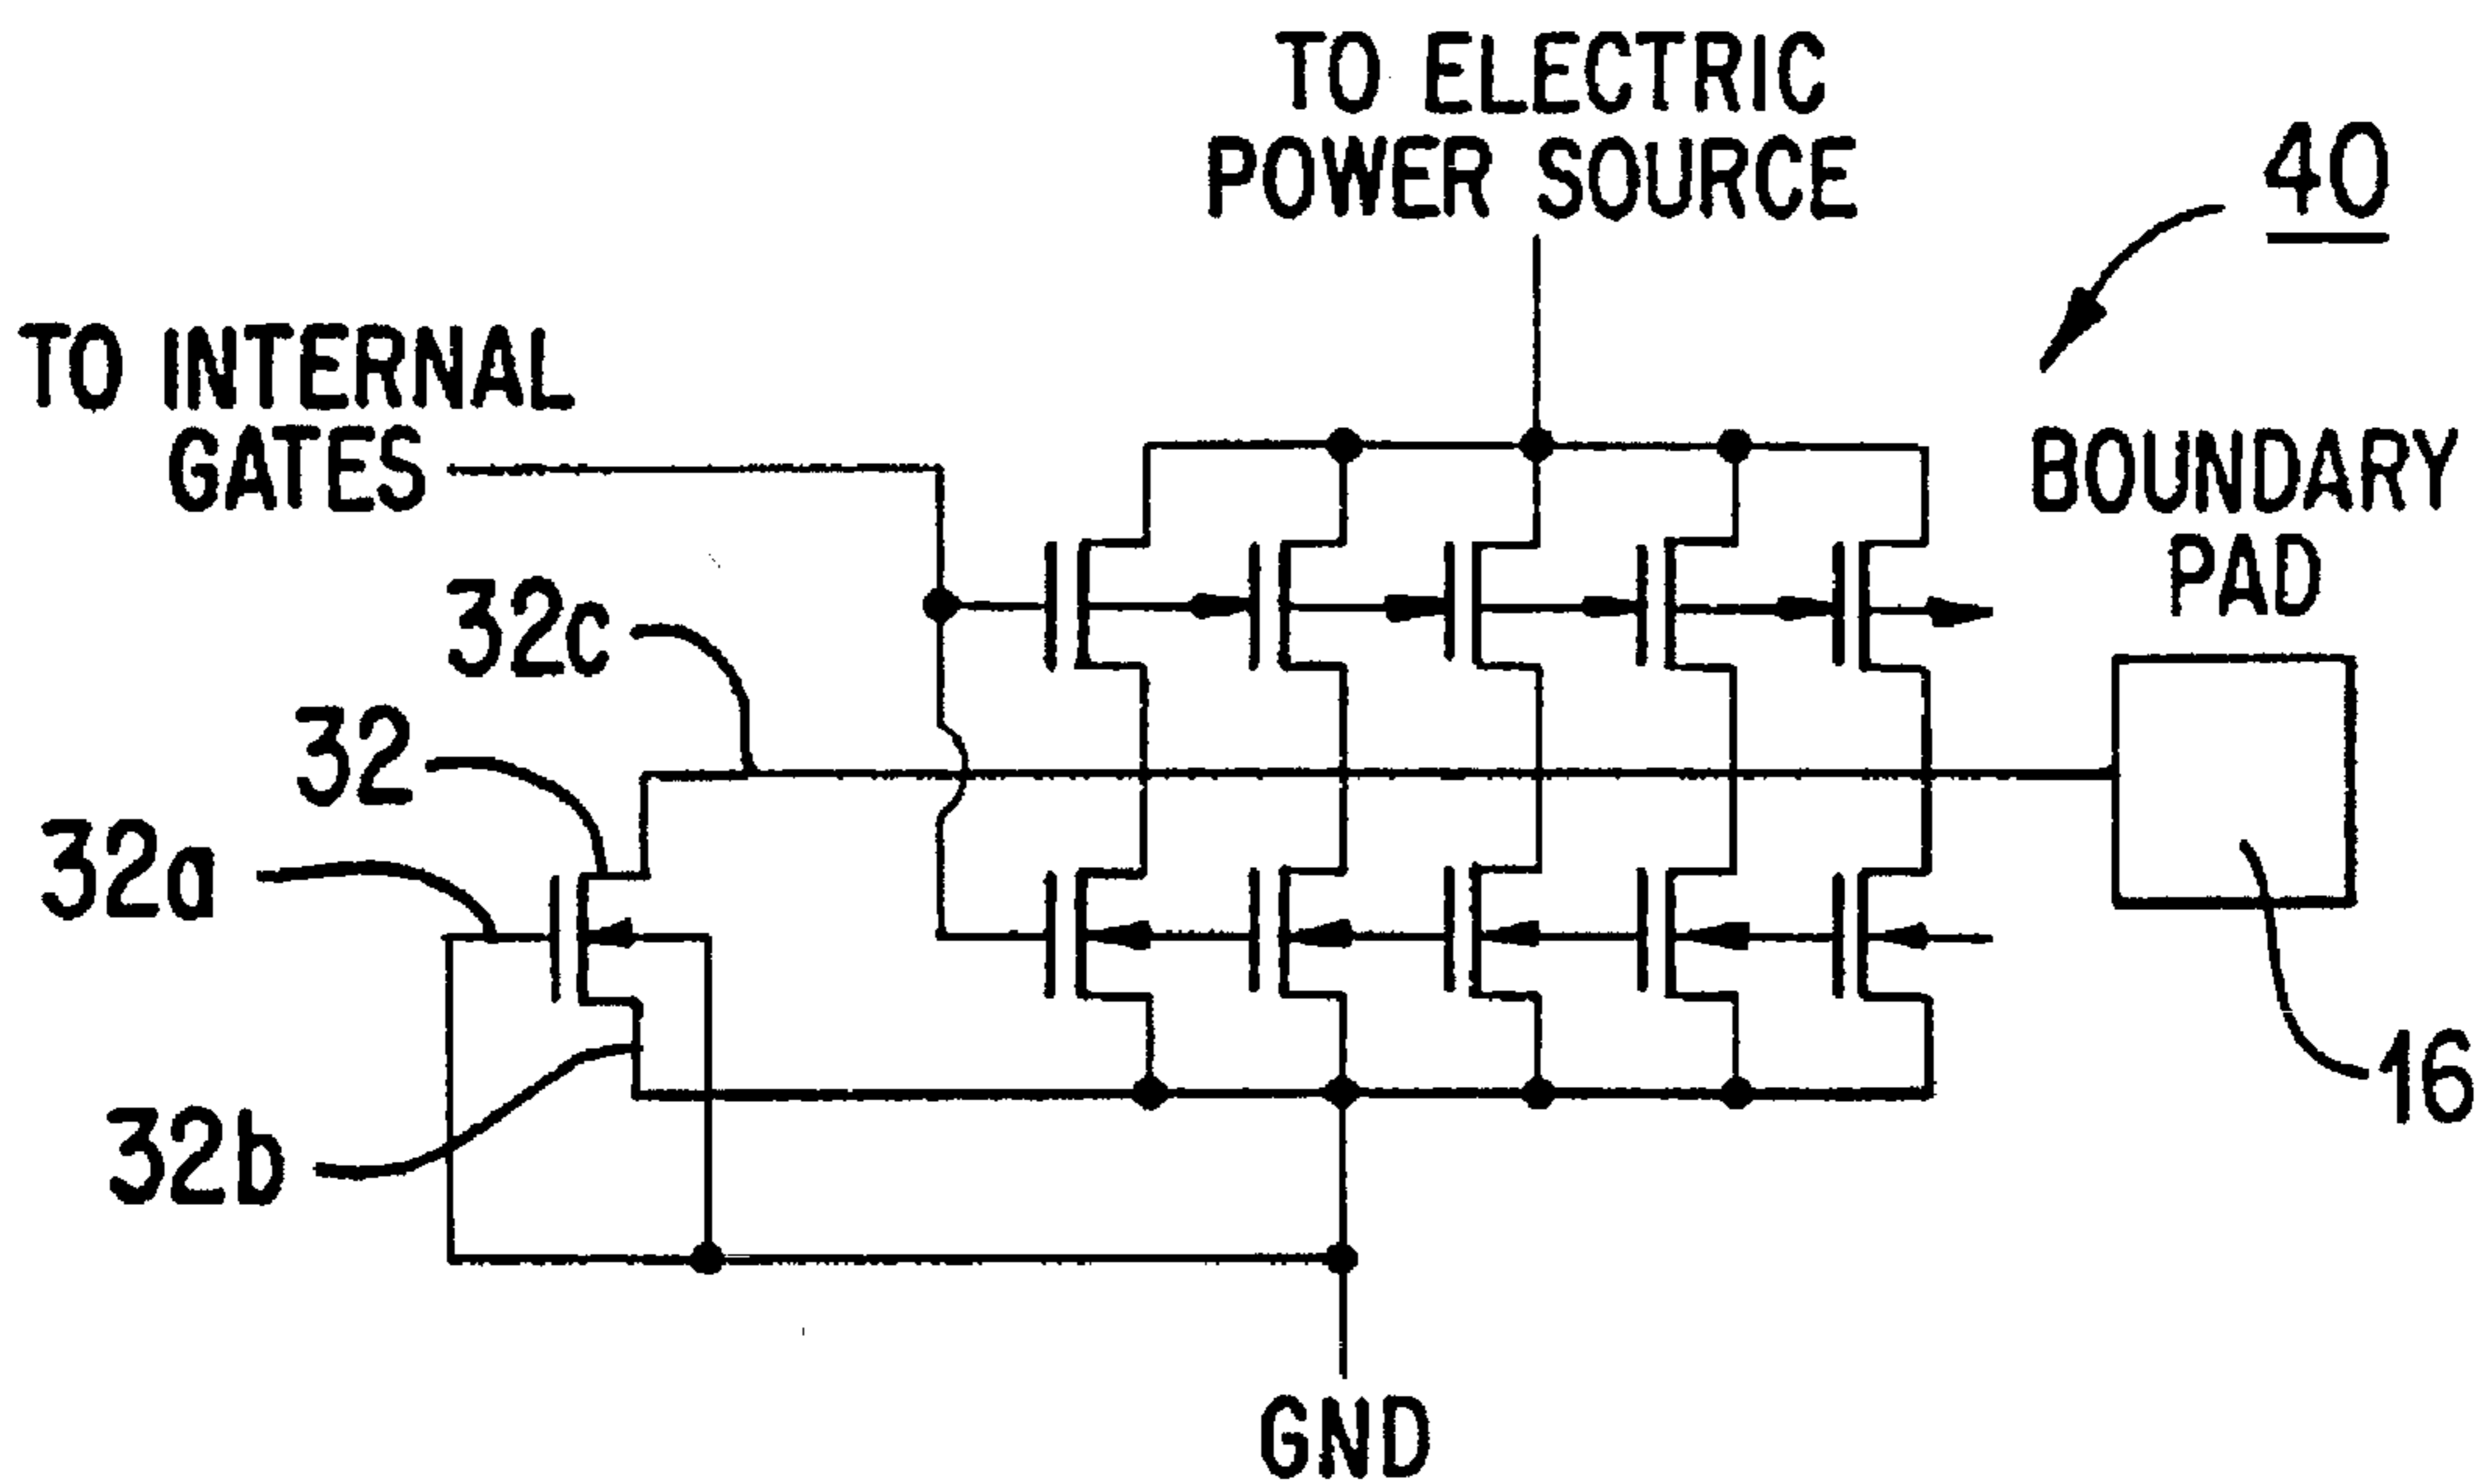 TO ELECTRIC
POWER SOURCE
40
TO INTERNAL
GATES
BOUNDARY
PAD
32c
32
32a
32b
16
GND